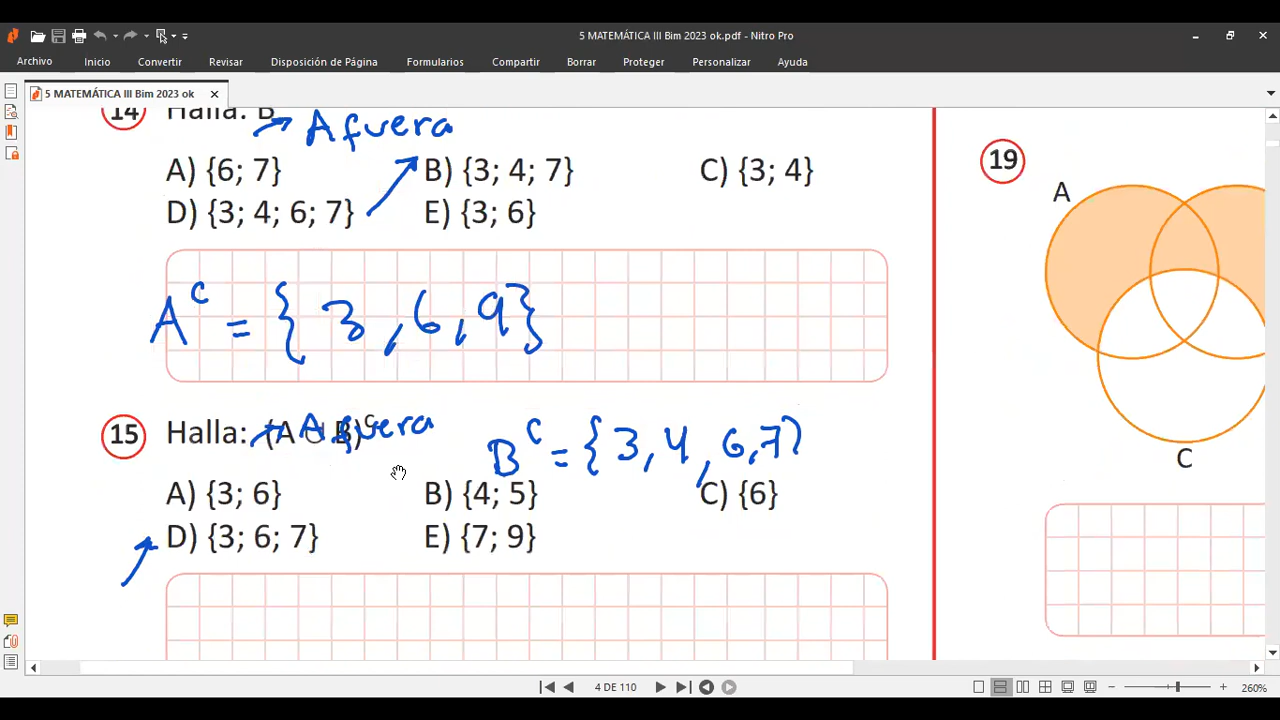 5 MATEMÁTICA III Bim 2023 ok.pdf - Nitro Pro
Archivo Inicio Convertir Revisar Disposición de Página Formularios Compartir Borrar Proteger Personalizar Ayuda
5 MATEMÁTICA III Bim 2023 ok
14 Halla: B
Afuera
A) {6; 7} B) {3; 4; 7} C) {3; 4}
D) {3; 4; 6; 7} E) {3; 6}
A^c = { 3 , 6 , 9 }
15 Halla: (A ∪ B)^c
Afuera
B^c = { 3 , 4 , 6 , 7 )
A) {3; 6} B) {4; 5} C) {6}
D) {3; 6; 7} E) {7; 9}
19
A
C
4 DE 110
260%